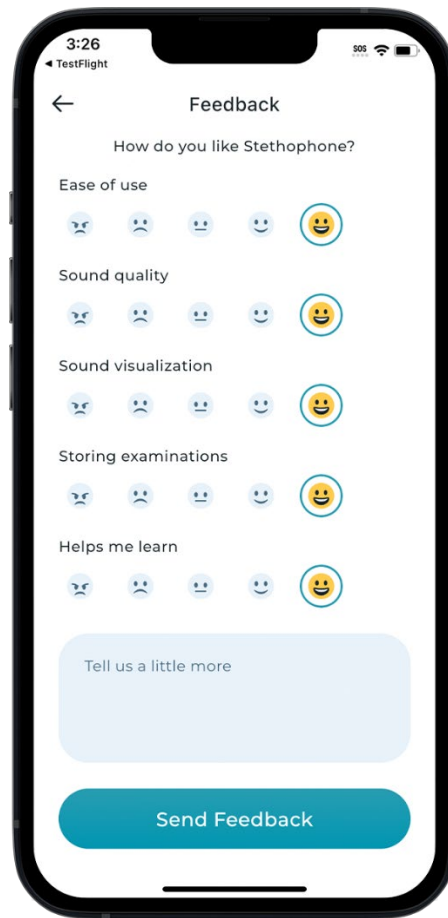 3:26
SOS
◀ TestFlight
Feedback
How do you like Stethophone?
Ease of use
Sound quality
Sound visualization
Storing examinations
Helps me learn
Tell us a little more
Send Feedback